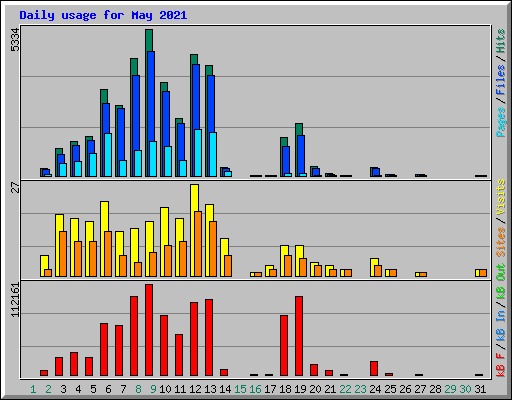 Daily usage for May 2021
5334
Pages / Files / Hits
27
Sites / Visits
112161
kB F / kB In / kB Out
1 2 3 4 5 6 7 8 9 10 11 12 13 14 15 16 17 18 19 20 21 22 23 24 25 26 27 28 29 30 31